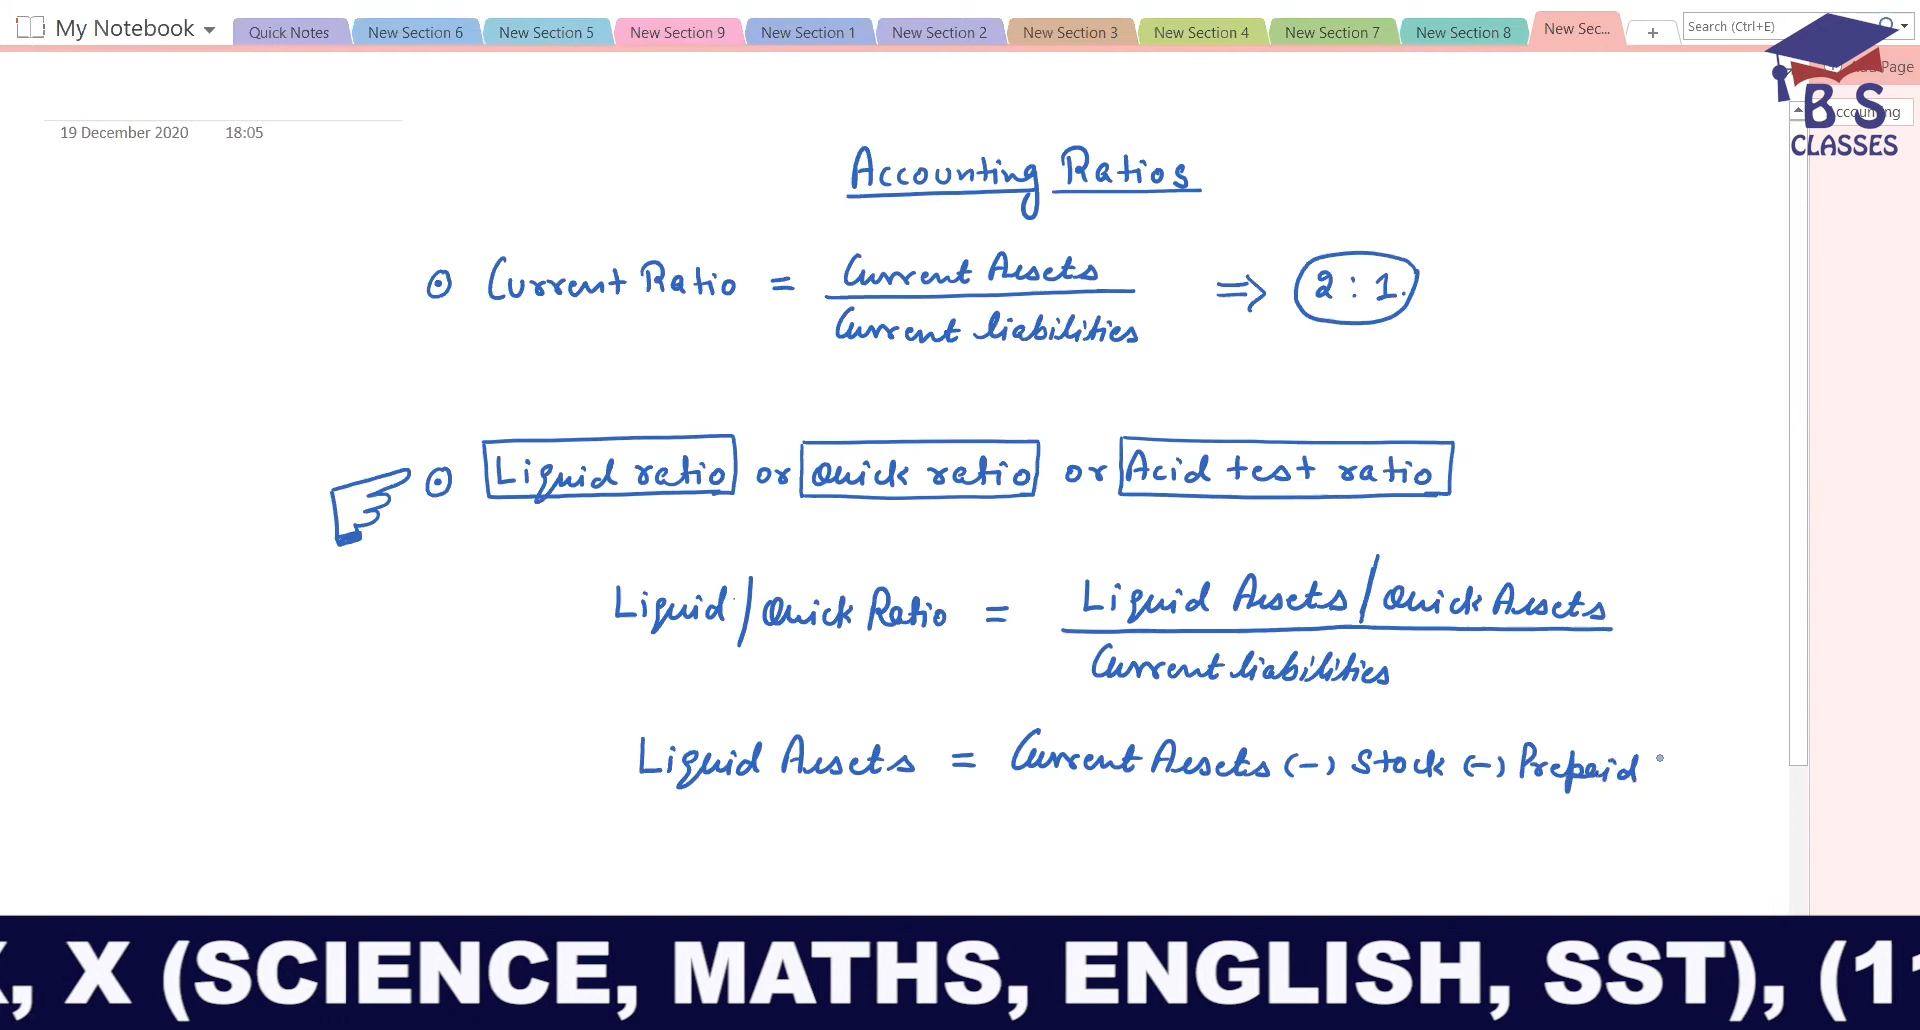 My Notebook Quick Notes New Section 6 New Section 5 New Section 9 New Section 1 New Section 2 New Section 3 New Section 4 New Section 7 New Section 8 New Sec... + Search (Ctrl+E)
Page
B S
CLASSES
19 December 2020 18:05
Accounting Ratios
Current Ratio = Current Assets ⇒ 2 : 1.
Current liabilities
Liquid ratio or Quick ratio or Acid test ratio
Liquid / Quick Ratio = Liquid Assets / Quick Assets
Current liabilities
Liquid Assets = Current Assets (-) Stock (-) Prepaid
, X (SCIENCE, MATHS, ENGLISH, SST), (11